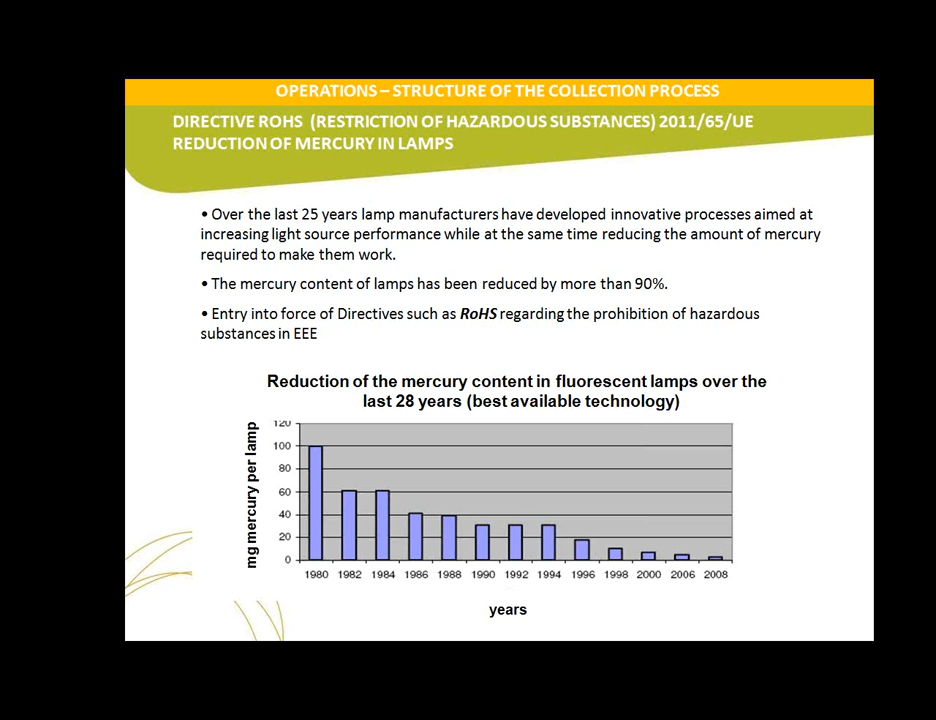 OPERATIONS – STRUCTURE OF THE COLLECTION PROCESS
DIRECTIVE ROHS (RESTRICTION OF HAZARDOUS SUBSTANCES) 2011/65/UE
REDUCTION OF MERCURY IN LAMPS
• Over the last 25 years lamp manufacturers have developed innovative processes aimed at
increasing light source performance while at the same time reducing the amount of mercury
required to make them work.
• The mercury content of lamps has been reduced by more than 90%.
• Entry into force of Directives such as RoHS regarding the prohibition of hazardous
substances in EEE
Reduction of the mercury content in fluorescent lamps over the
last 28 years (best available technology)
mg mercury per lamp
120
100
80
60
40
20
0
1980 1982 1984 1986 1988 1990 1992 1994 1996 1998 2000 2006 2008
years